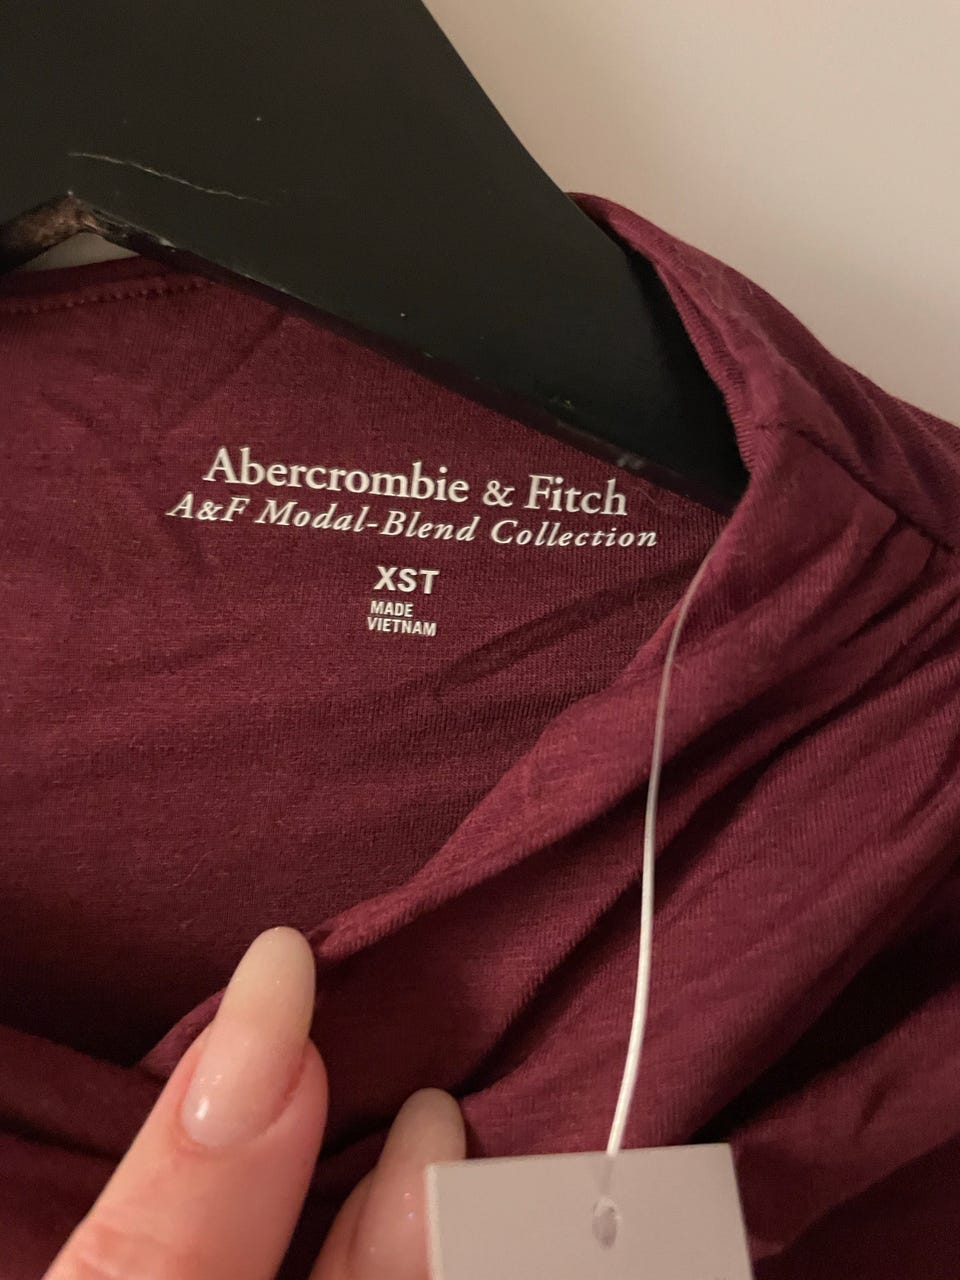 Abercrombie & Fitch
A&F Modal-Blend Collection
XST
MADE
VIETNAM